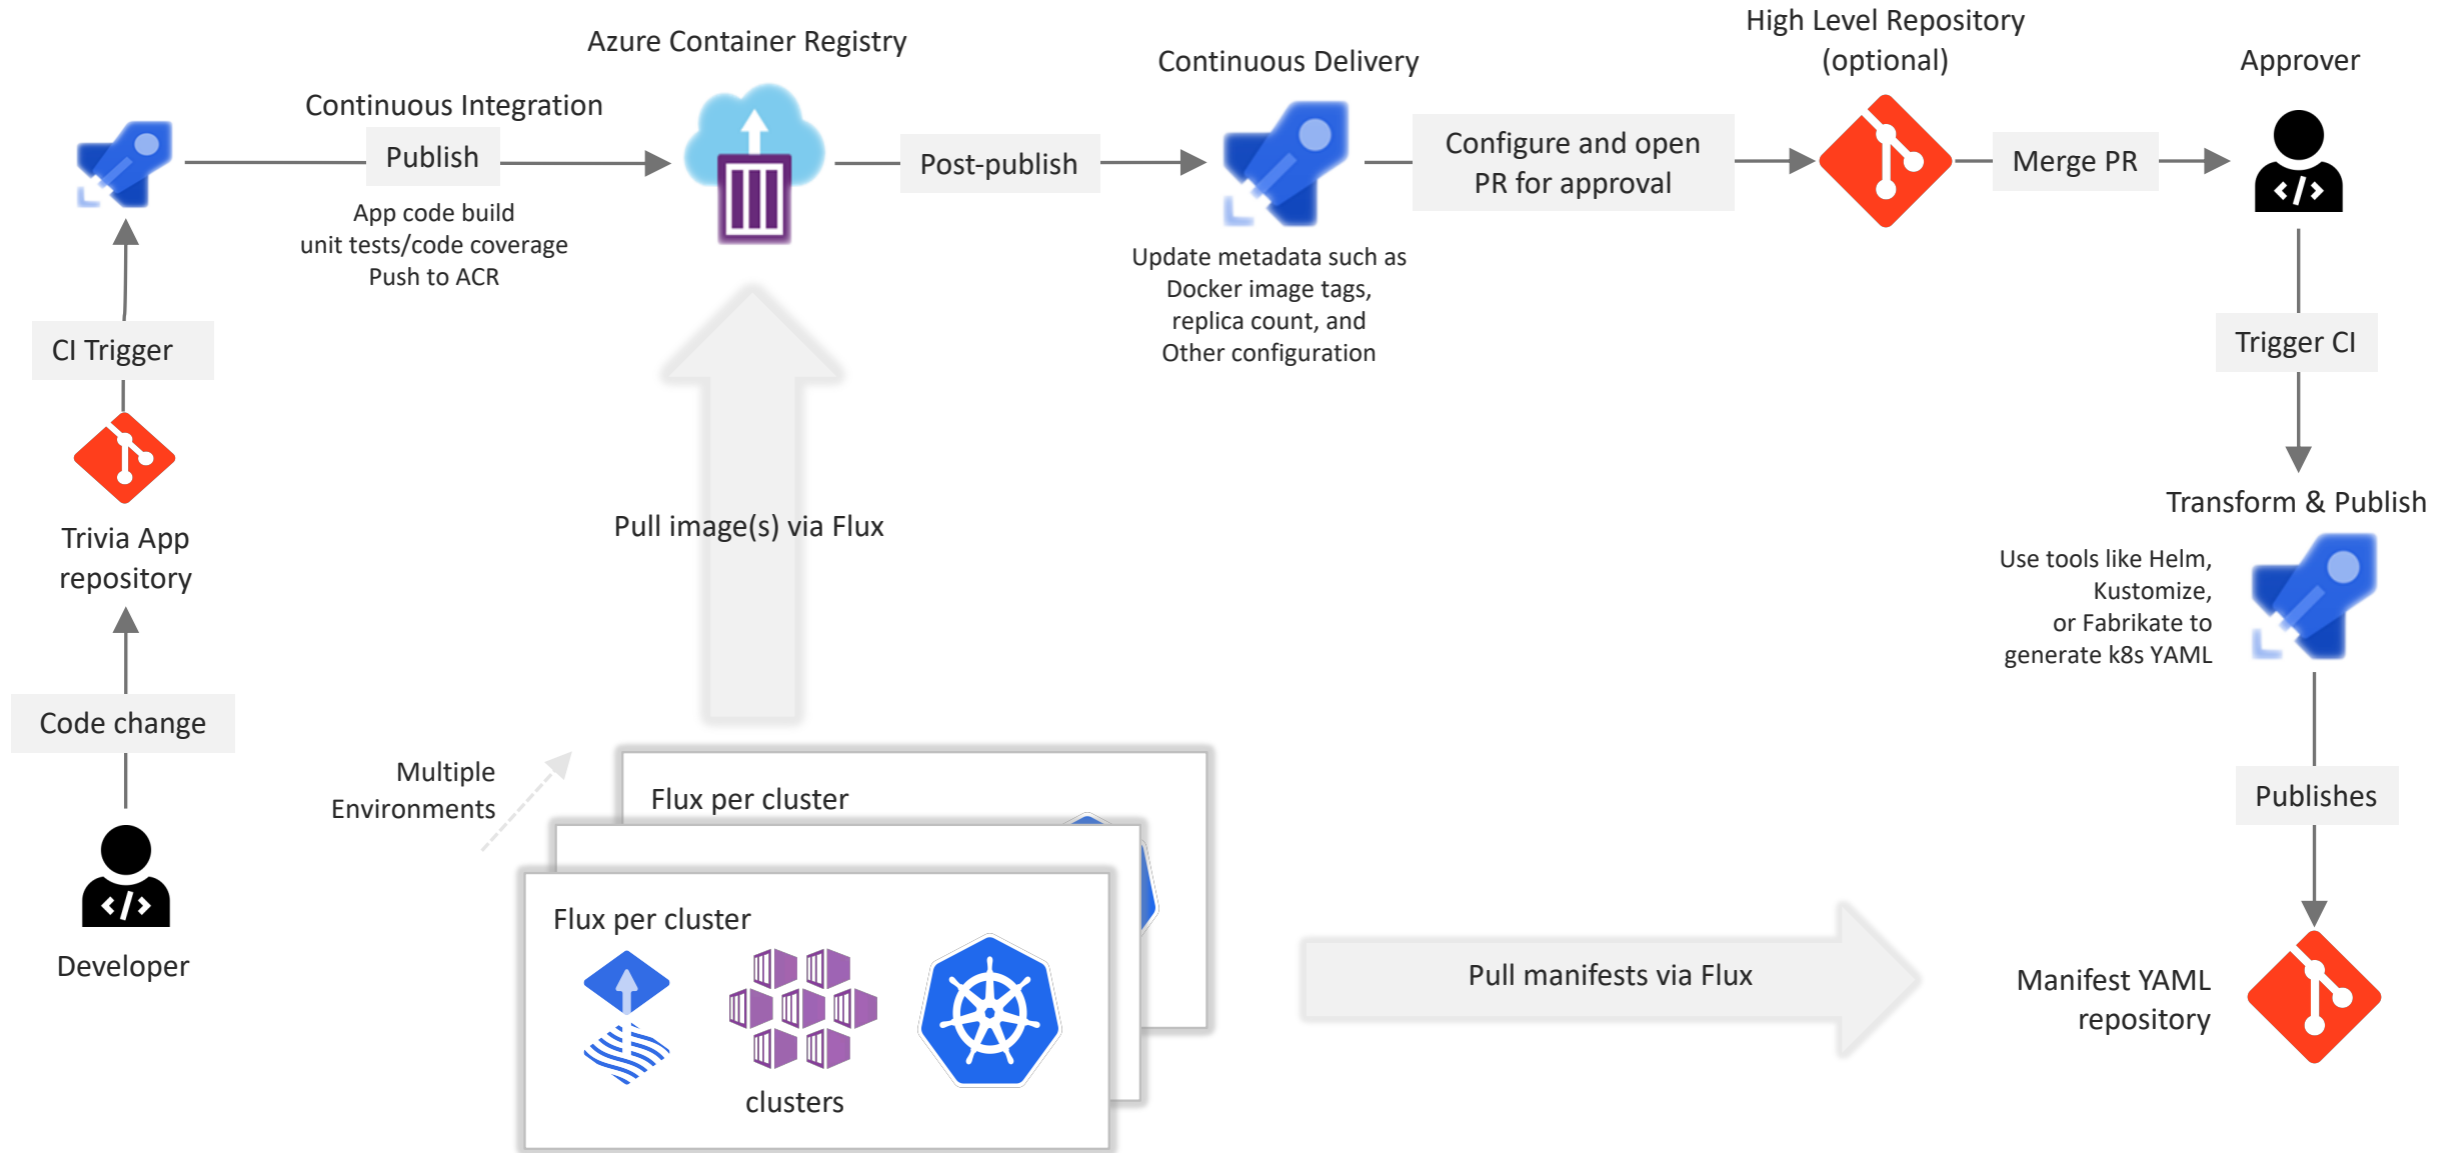 Azure Container Registry
High Level Repository
(optional)
Continuous Delivery
Approver
Continuous Integration
Publish
App code build
unit tests/code coverage
Push to ACR
Post-publish
Configure and open
PR for approval
Merge PR
Update metadata such as
Docker image tags,
replica count, and
Other configuration
CI Trigger
Trigger CI
Trivia App
repository
Pull image(s) via Flux
Transform & Publish
Use tools like Helm,
Kustomize,
or Fabrikate to
generate k8s YAML
Code change
Multiple
Environments
Flux per cluster
Publishes
Developer
Flux per cluster
clusters
Pull manifests via Flux
Manifest YAML
repository